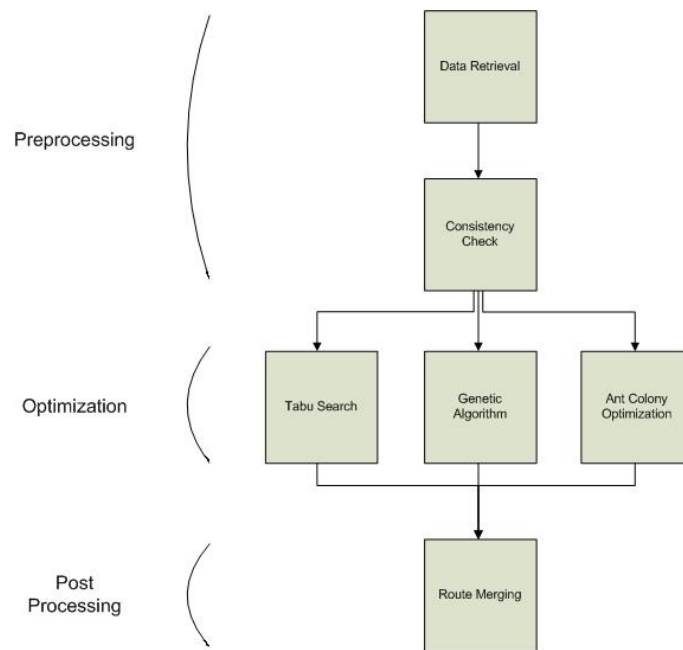 Data Retrieval
Preprocessing
Consistency
Check
Optimization
Tabu Search
Genetic
Algorithm
Ant Colony
Optimization
Post
Processing
Route Merging